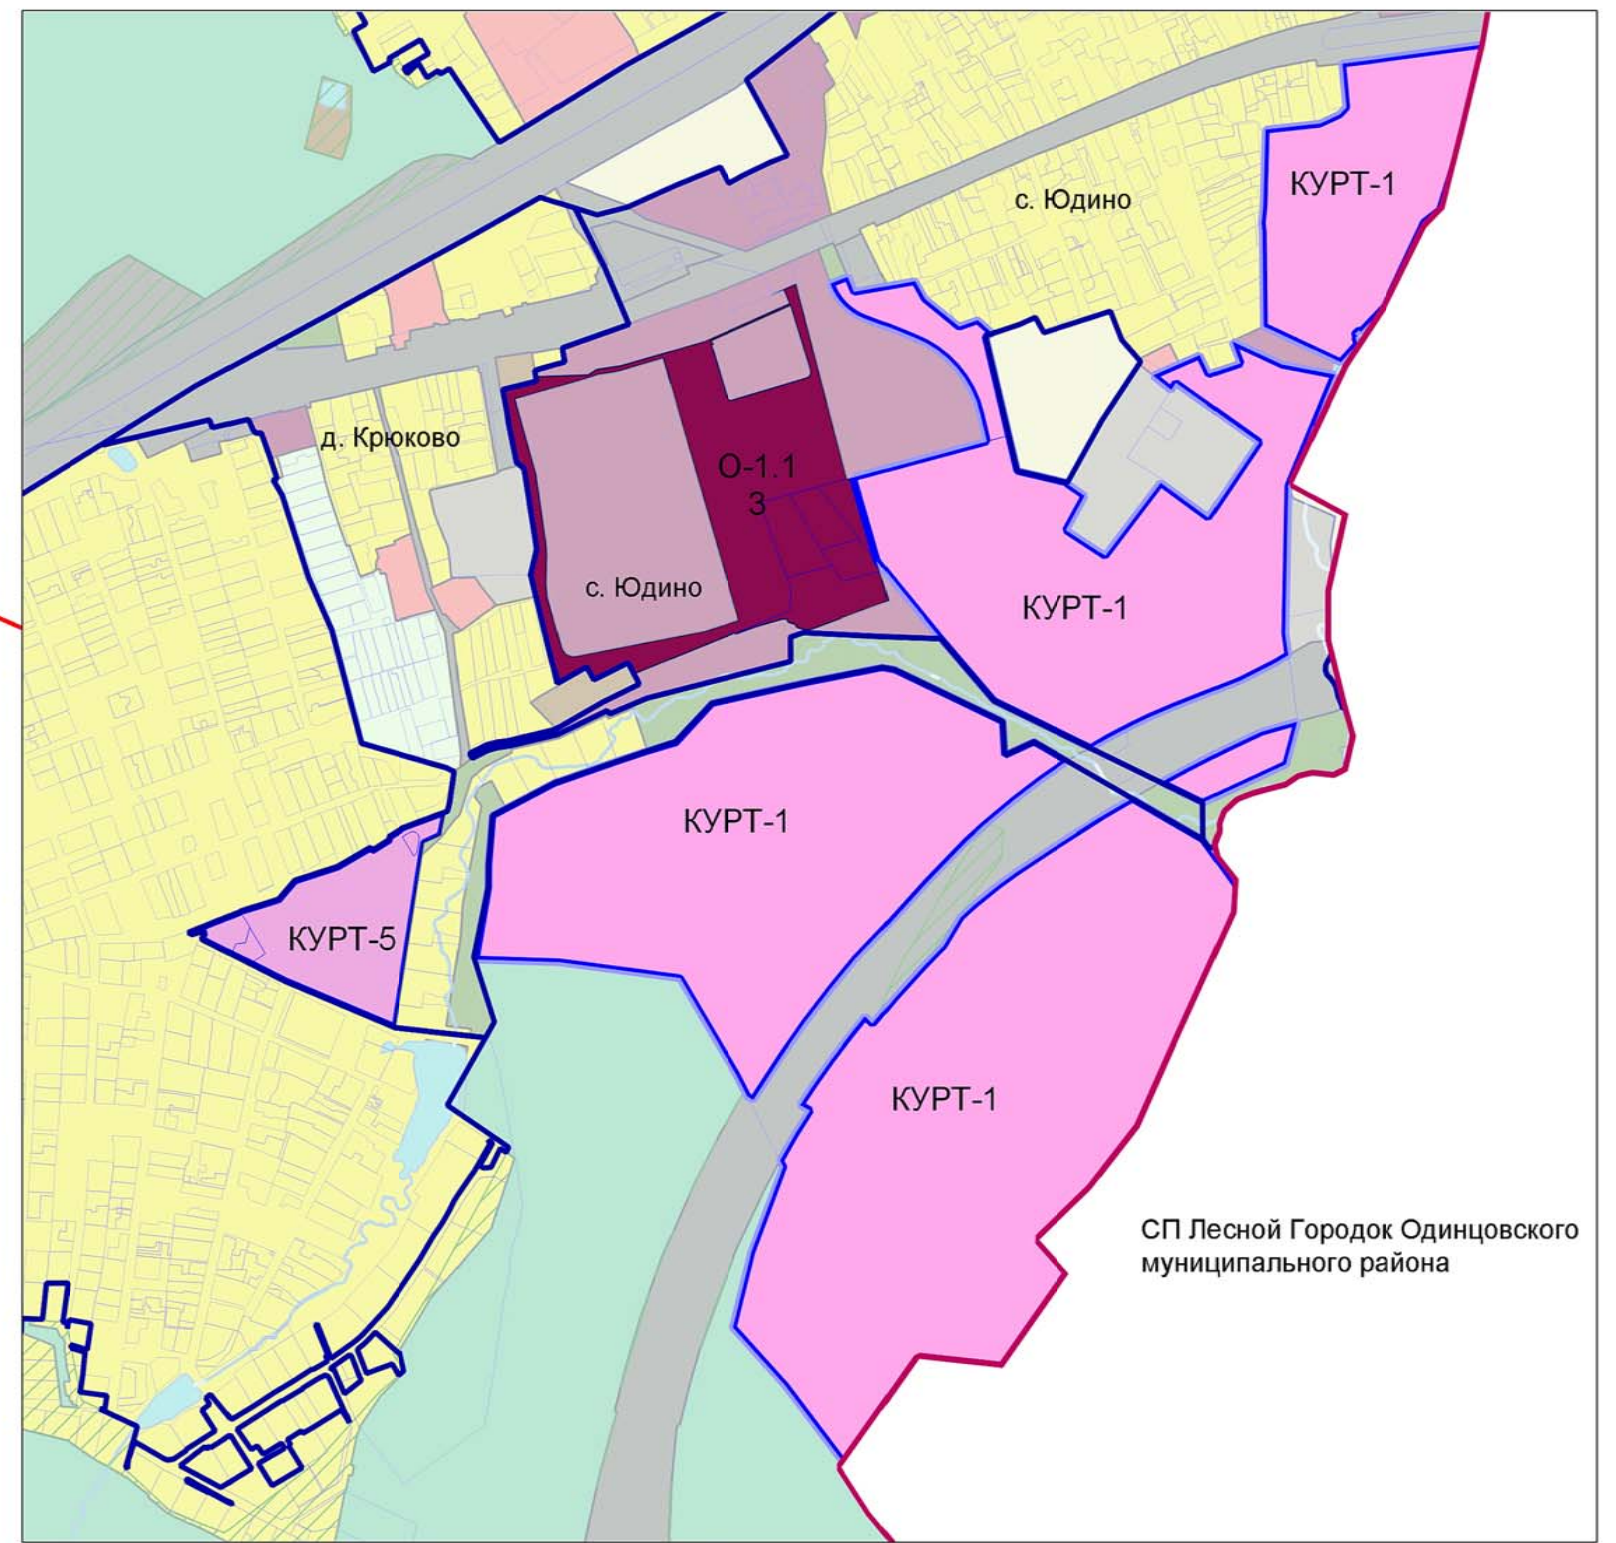 КУРТ-1
с. Юдино
д. Крюково
О-1.1
3
с. Юдино
КУРТ-1
КУРТ-1
КУРТ-5
КУРТ-1
СП Лесной Городок Одинцовского
муниципального района